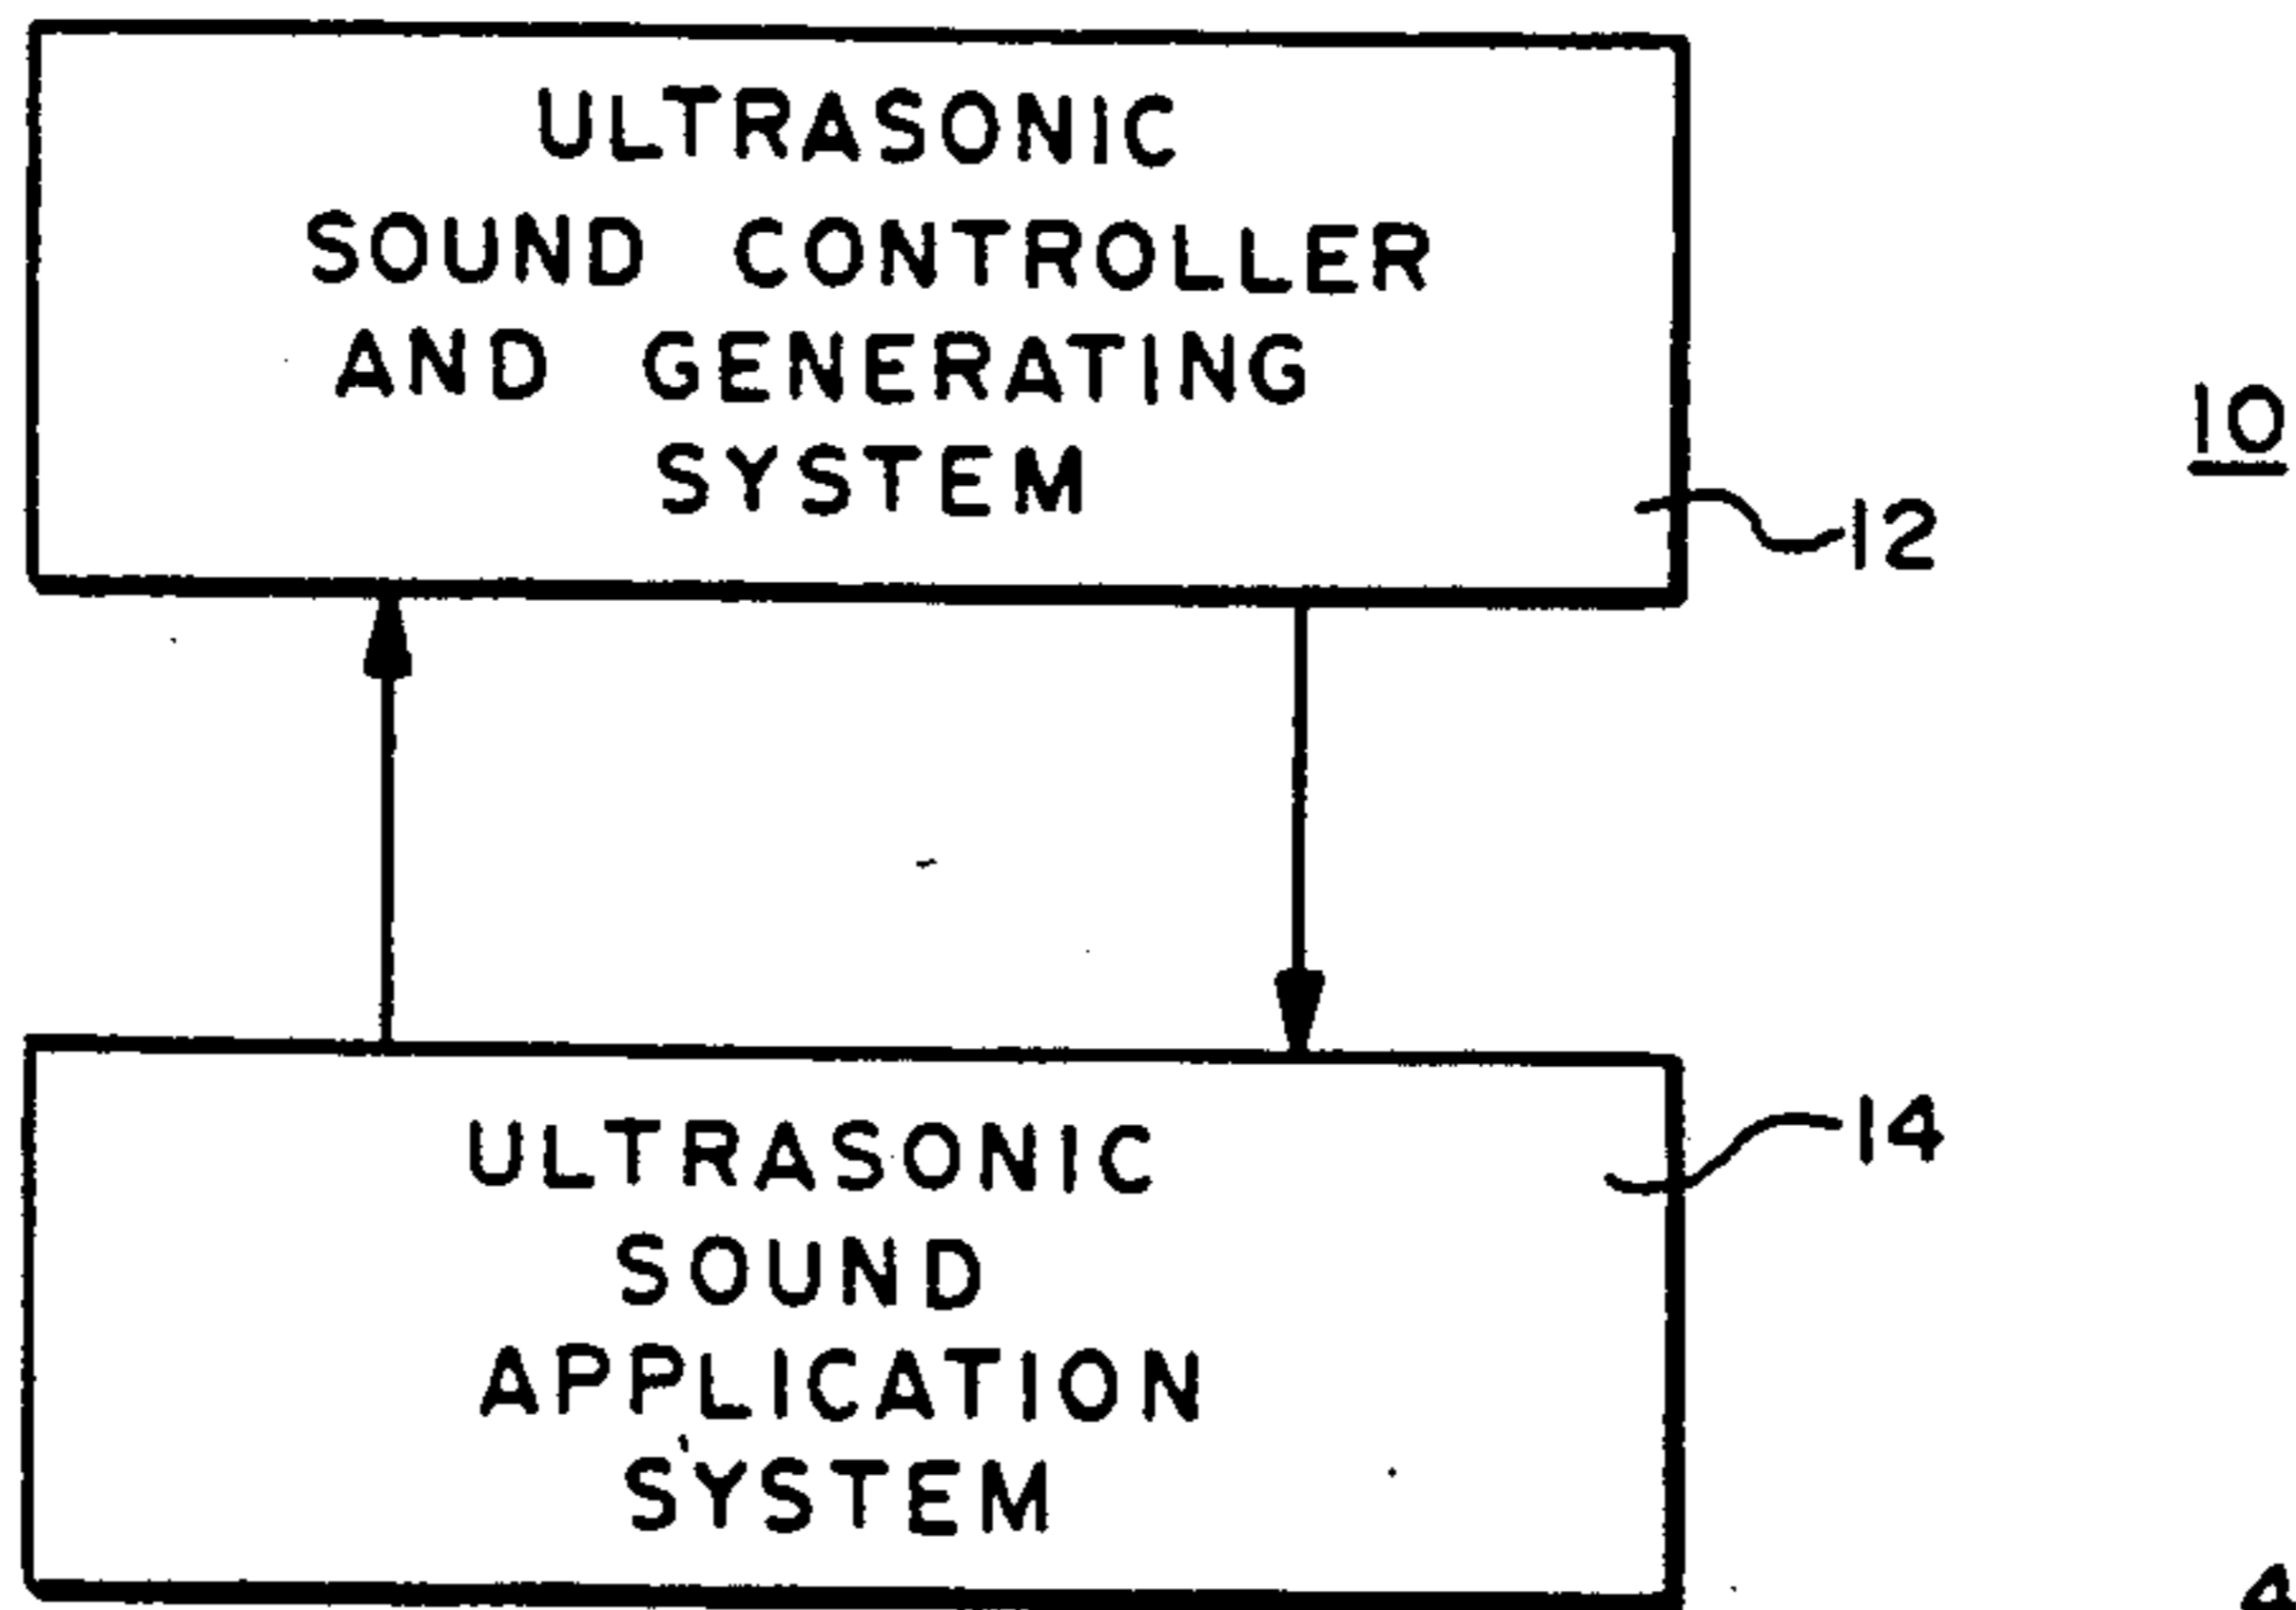 ULTRASONIC
SOUND CONTROLLER
AND GENERATING
SYSTEM
10
12
ULTRASONIC
14
SOUND
APPLICATION
SYSTEM